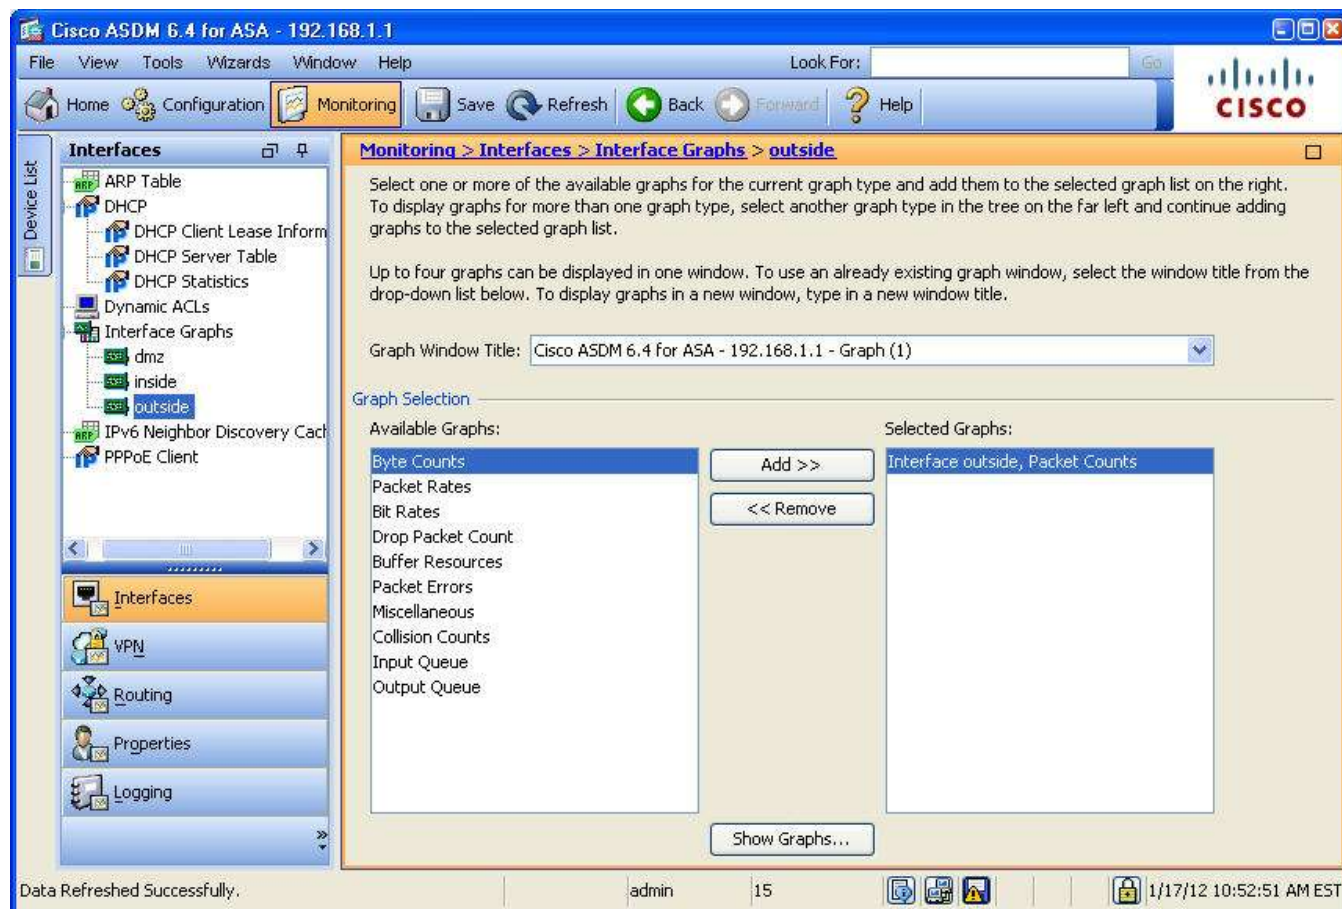 Cisco ASDM 6.4 for ASA - 192.168.1.1
File View Tools Wizards Window Help Look For: Go
Home Configuration Monitoring Save Refresh Back Forward Help
CISCO
Device List
Interfaces
ARP Table
DHCP
DHCP Client Lease Inform
DHCP Server Table
DHCP Statistics
Dynamic ACLs
Interface Graphs
dmz
inside
outside
IPv6 Neighbor Discovery Cach
PPPoE Client
Interfaces
VPN
Routing
Properties
Logging
Monitoring > Interfaces > Interface Graphs > outside
Select one or more of the available graphs for the current graph type and add them to the selected graph list on the right.
To display graphs for more than one graph type, select another graph type in the tree on the far left and continue adding
graphs to the selected graph list.
Up to four graphs can be displayed in one window. To use an already existing graph window, select the window title from the
drop-down list below. To display graphs in a new window, type in a new window title.
Graph Window Title: Cisco ASDM 6.4 for ASA - 192.168.1.1 - Graph (1)
Graph Selection
Available Graphs:
Byte Counts
Packet Rates
Bit Rates
Drop Packet Count
Buffer Resources
Packet Errors
Miscellaneous
Collision Counts
Input Queue
Output Queue
Add >>
<< Remove
Selected Graphs:
Interface outside, Packet Counts
Show Graphs...
Data Refreshed Successfully. admin 15 1/17/12 10:52:51 AM EST